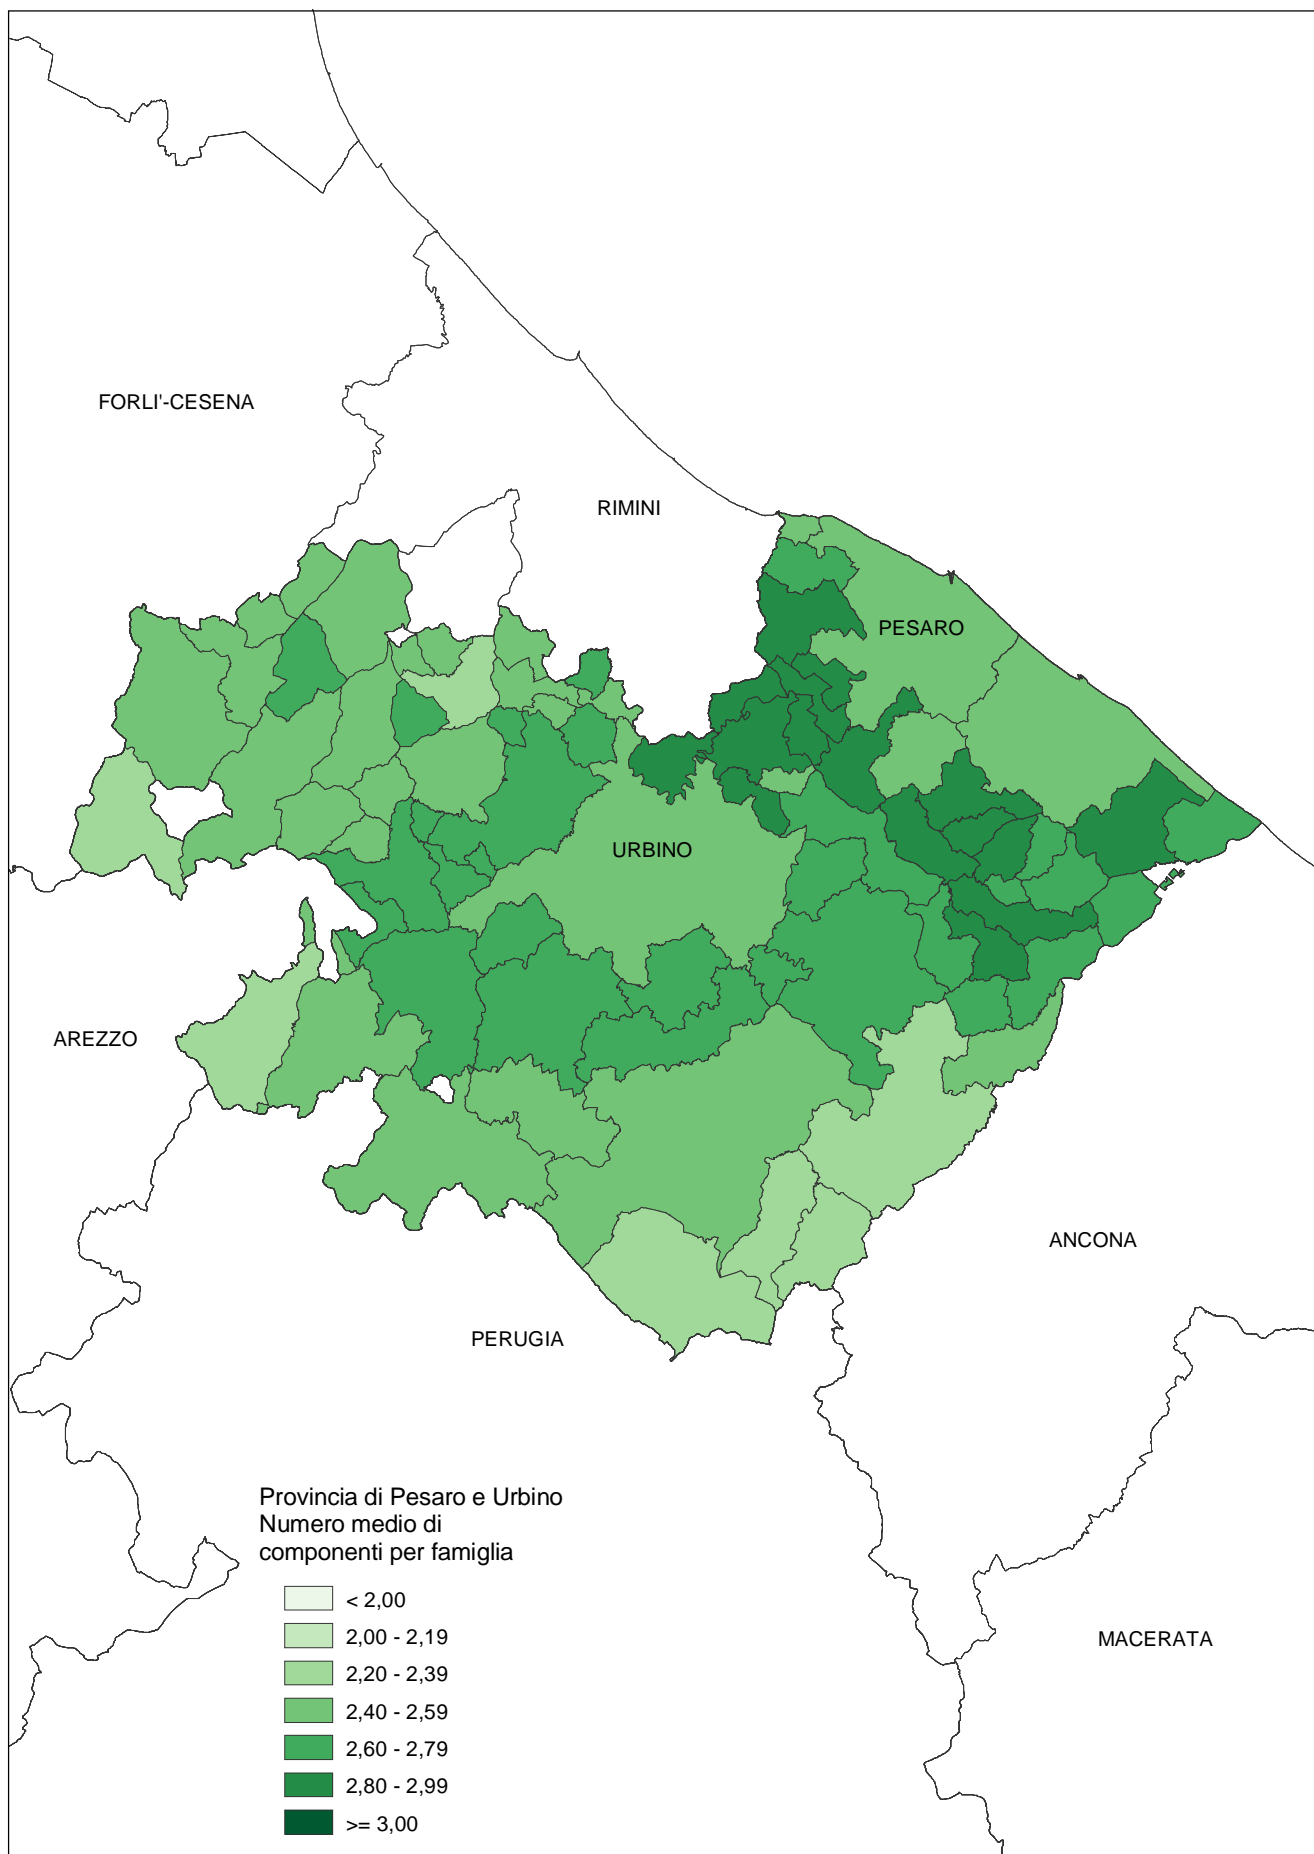 FORLI'-CESENA
RIMINI
PESARO
URBINO
AREZZO
ANCONA
PERUGIA
MACERATA
Provincia di Pesaro e Urbino
Numero medio di
componenti per famiglia
< 2,00
2,00 - 2,19
2,20 - 2,39
2,40 - 2,59
2,60 - 2,79
2,80 - 2,99
>= 3,00